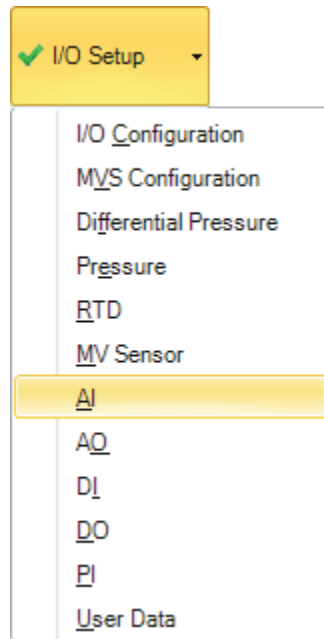 I/O Setup
I/O Configuration
MVS Configuration
Differential Pressure
Pressure
RTD
MV Sensor
AI
AO
DI
DO
PI
User Data